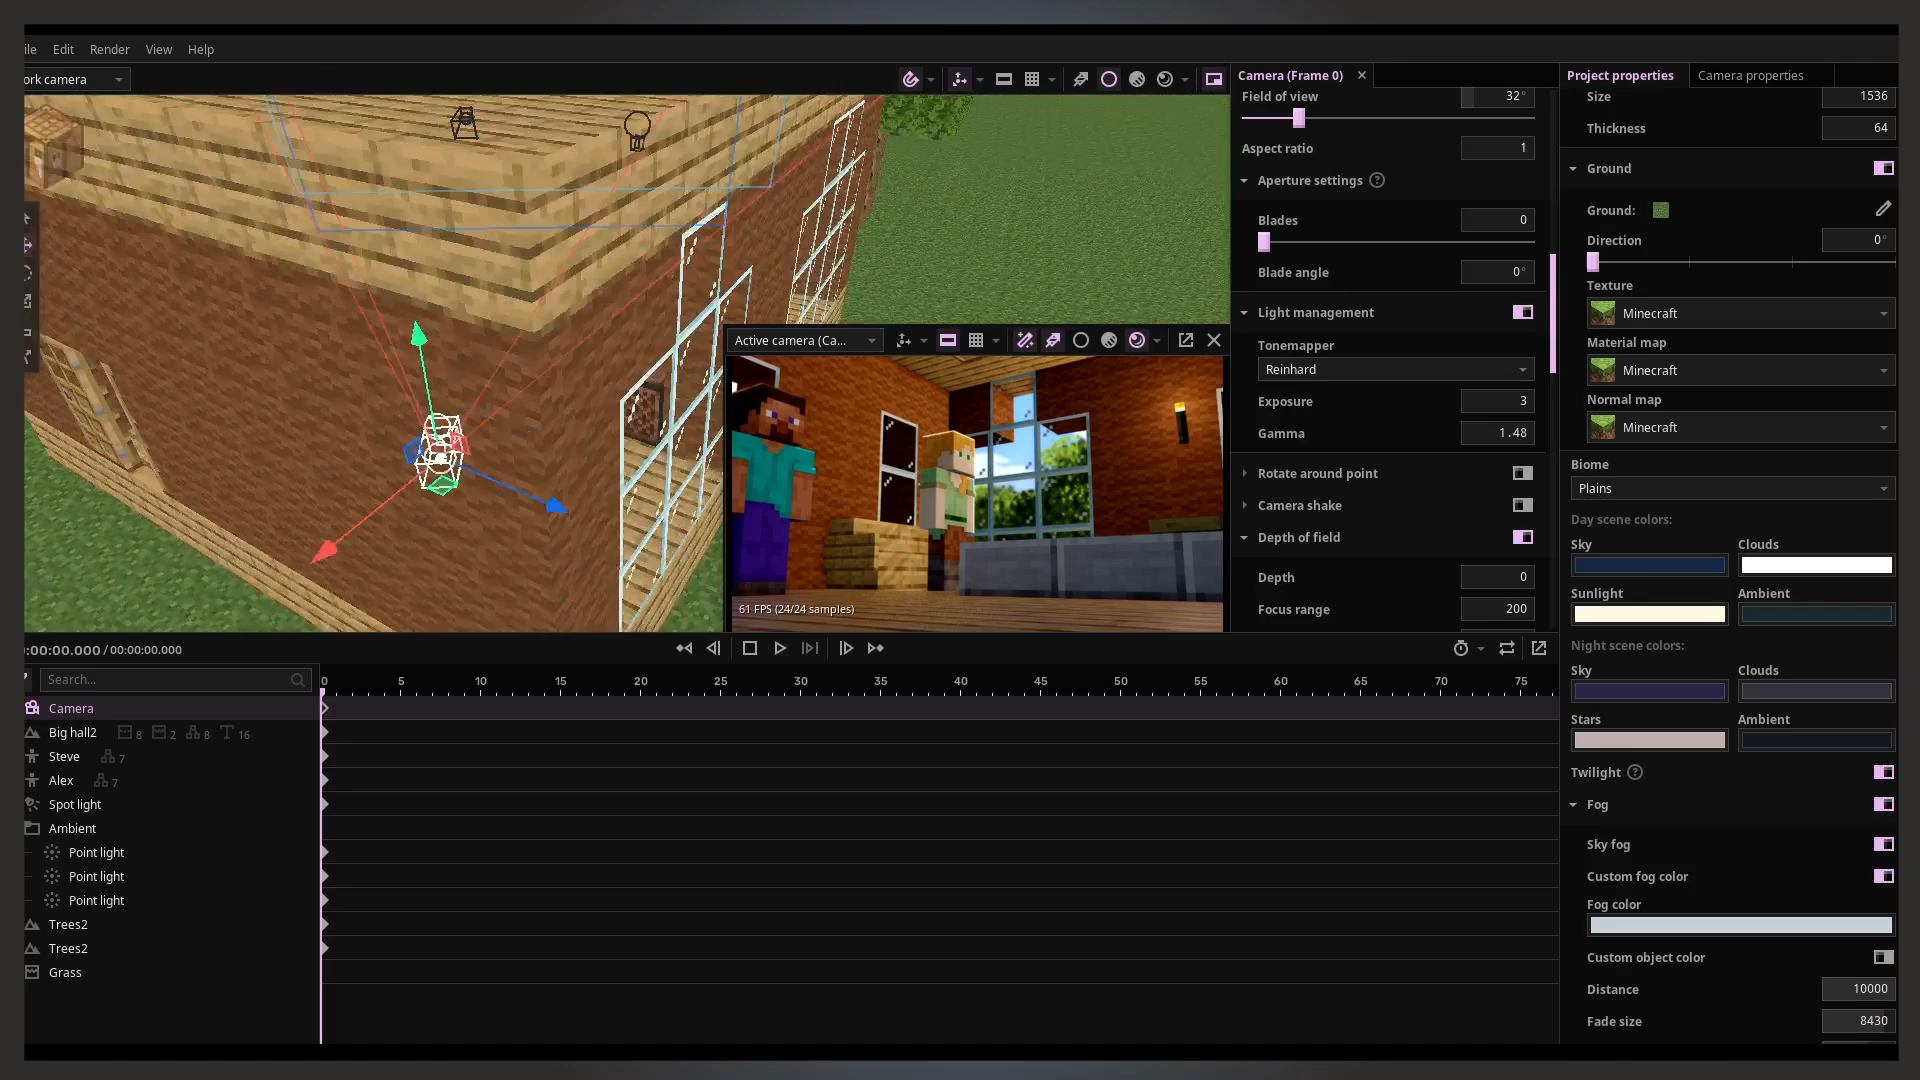 ile Edit Render View Help
ork camera
Camera (Frame 0)
Project properties
Camera properties
Field of view 32°
Aspect ratio 1
Aperture settings ?
Blades 0
Blade angle 0°
Light management
Tonemapper
Reinhard
Exposure 3
Gamma 1.48
Rotate around point
Camera shake
Depth of field
Depth 0
Focus range 200
Size 1536
Thickness 64
Ground
Ground:
Direction 0°
Texture
Minecraft
Material map
Minecraft
Normal map
Minecraft
Biome
Plains
Day scene colors:
Sky Clouds
Sunlight Ambient
Night scene colors:
Sky Clouds
Stars Ambient
Twilight ?
Fog
Sky fog
Custom fog color
Fog color
Custom object color
Distance 10000
Fade size 8430
Active camera (Ca...
61 FPS (24/24 samples)
:00:00.000 / 00:00:00.000
Search...
0 5 10 15 20 25 30 35 40 45 50 55 60 65 70 75
Camera
Big hall2 8 2 8 16
Steve 7
Alex 7
Spot light
Ambient
Point light
Point light
Point light
Trees2
Trees2
Grass